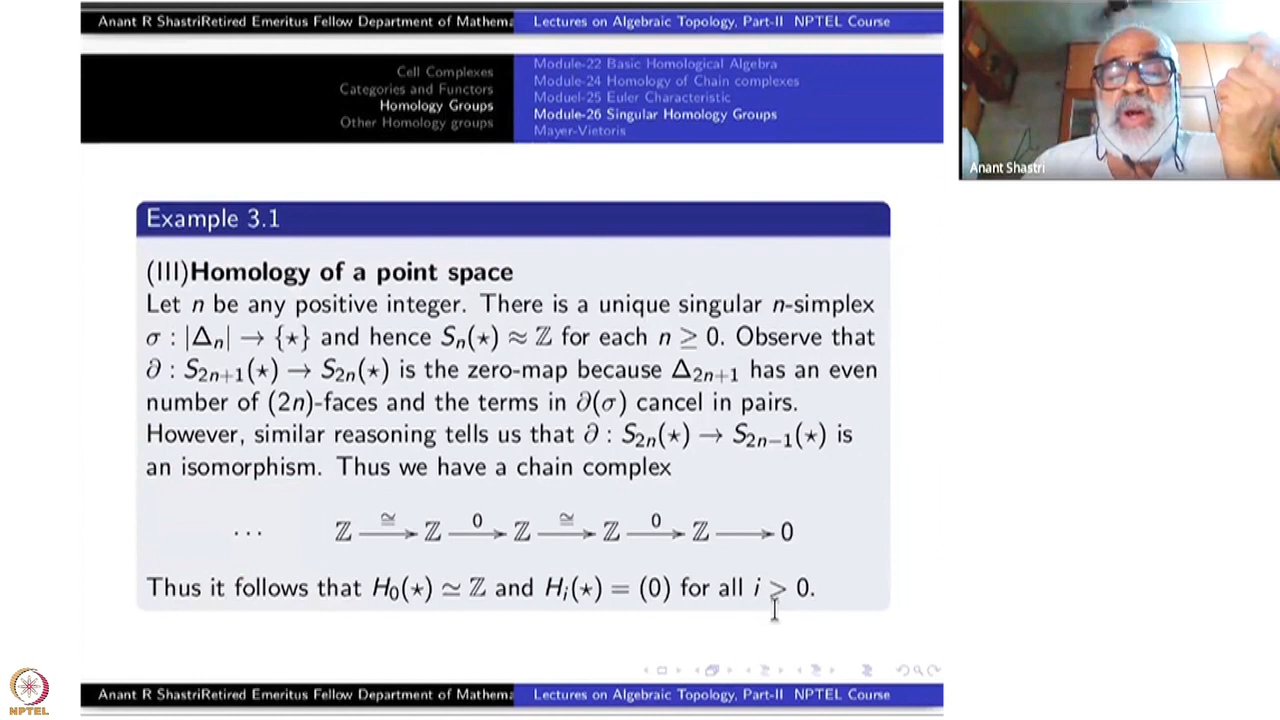 Anant R ShastriRetired Emeritus Fellow Department of Mathema Lectures on Algebraic Topology, Part-II NPTEL Course
Cell Complexes
Categories and Functors
Homology Groups
Other Homology groups
Module-22 Basic Homological Algebra
Module-24 Homology of Chain complexes
Moduel-25 Euler Characteristic
Module-26 Singular Homology Groups
Mayer-Vietoris
Anant Shastri
Example 3.1
(III)Homology of a point space
Let n be any positive integer. There is a unique singular n-simplex
σ : |Δₙ| → {⋆} and hence Sₙ(⋆) ≈ ℤ for each n ≥ 0. Observe that
∂ : S₂ₙ₊₁(⋆) → S₂ₙ(⋆) is the zero-map because Δ₂ₙ₊₁ has an even
number of (2n)-faces and the terms in ∂(σ) cancel in pairs.
However, similar reasoning tells us that ∂ : S₂ₙ(⋆) → S₂ₙ₋₁(⋆) is
an isomorphism. Thus we have a chain complex
⋯ ℤ —≅→ ℤ —0→ ℤ —≅→ ℤ —0→ ℤ → 0
Thus it follows that H₀(⋆) ≃ ℤ and Hᵢ(⋆) = (0) for all i > 0.
Anant R ShastriRetired Emeritus Fellow Department of Mathema Lectures on Algebraic Topology, Part-II NPTEL Course
NPTEL